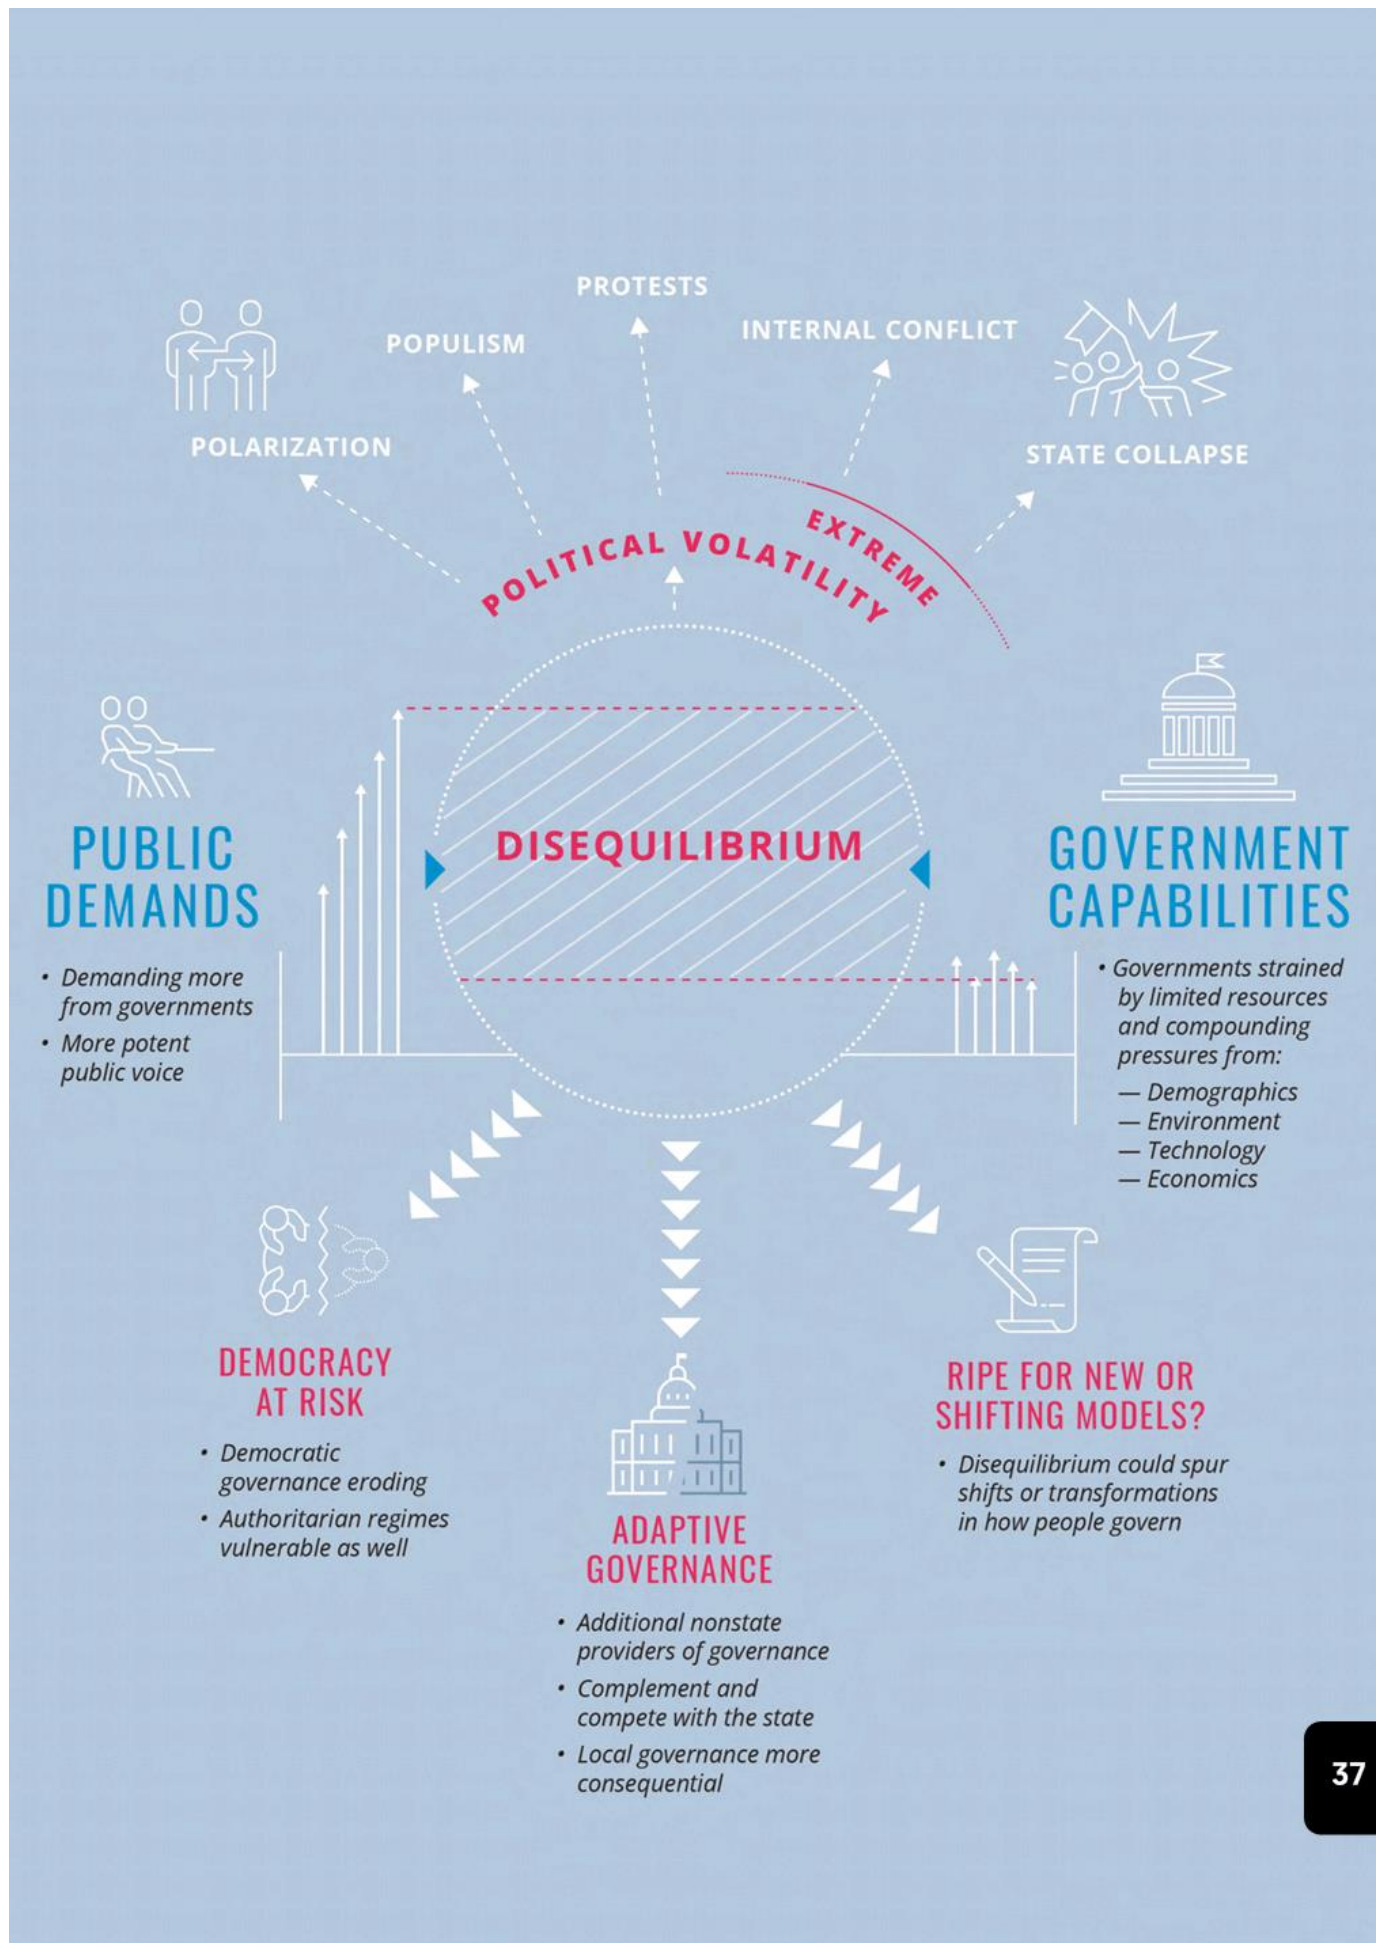 PROTESTS
POPULISM
INTERNAL CONFLICT
POLARIZATION
STATE COLLAPSE
EXTREME
POLITICAL VOLATILITY
DISEQUILIBRIUM
PUBLIC
DEMANDS
• Demanding more
from governments
• More potent
public voice
GOVERNMENT
CAPABILITIES
• Governments strained
by limited resources
and compounding
pressures from:
— Demographics
— Environment
— Technology
— Economics
DEMOCRACY
AT RISK
• Democratic
governance eroding
• Authoritarian regimes
vulnerable as well
ADAPTIVE
GOVERNANCE
• Additional nonstate
providers of governance
• Complement and
compete with the state
• Local governance more
consequential
RIPE FOR NEW OR
SHIFTING MODELS?
• Disequilibrium could spur
shifts or transformations
in how people govern
37